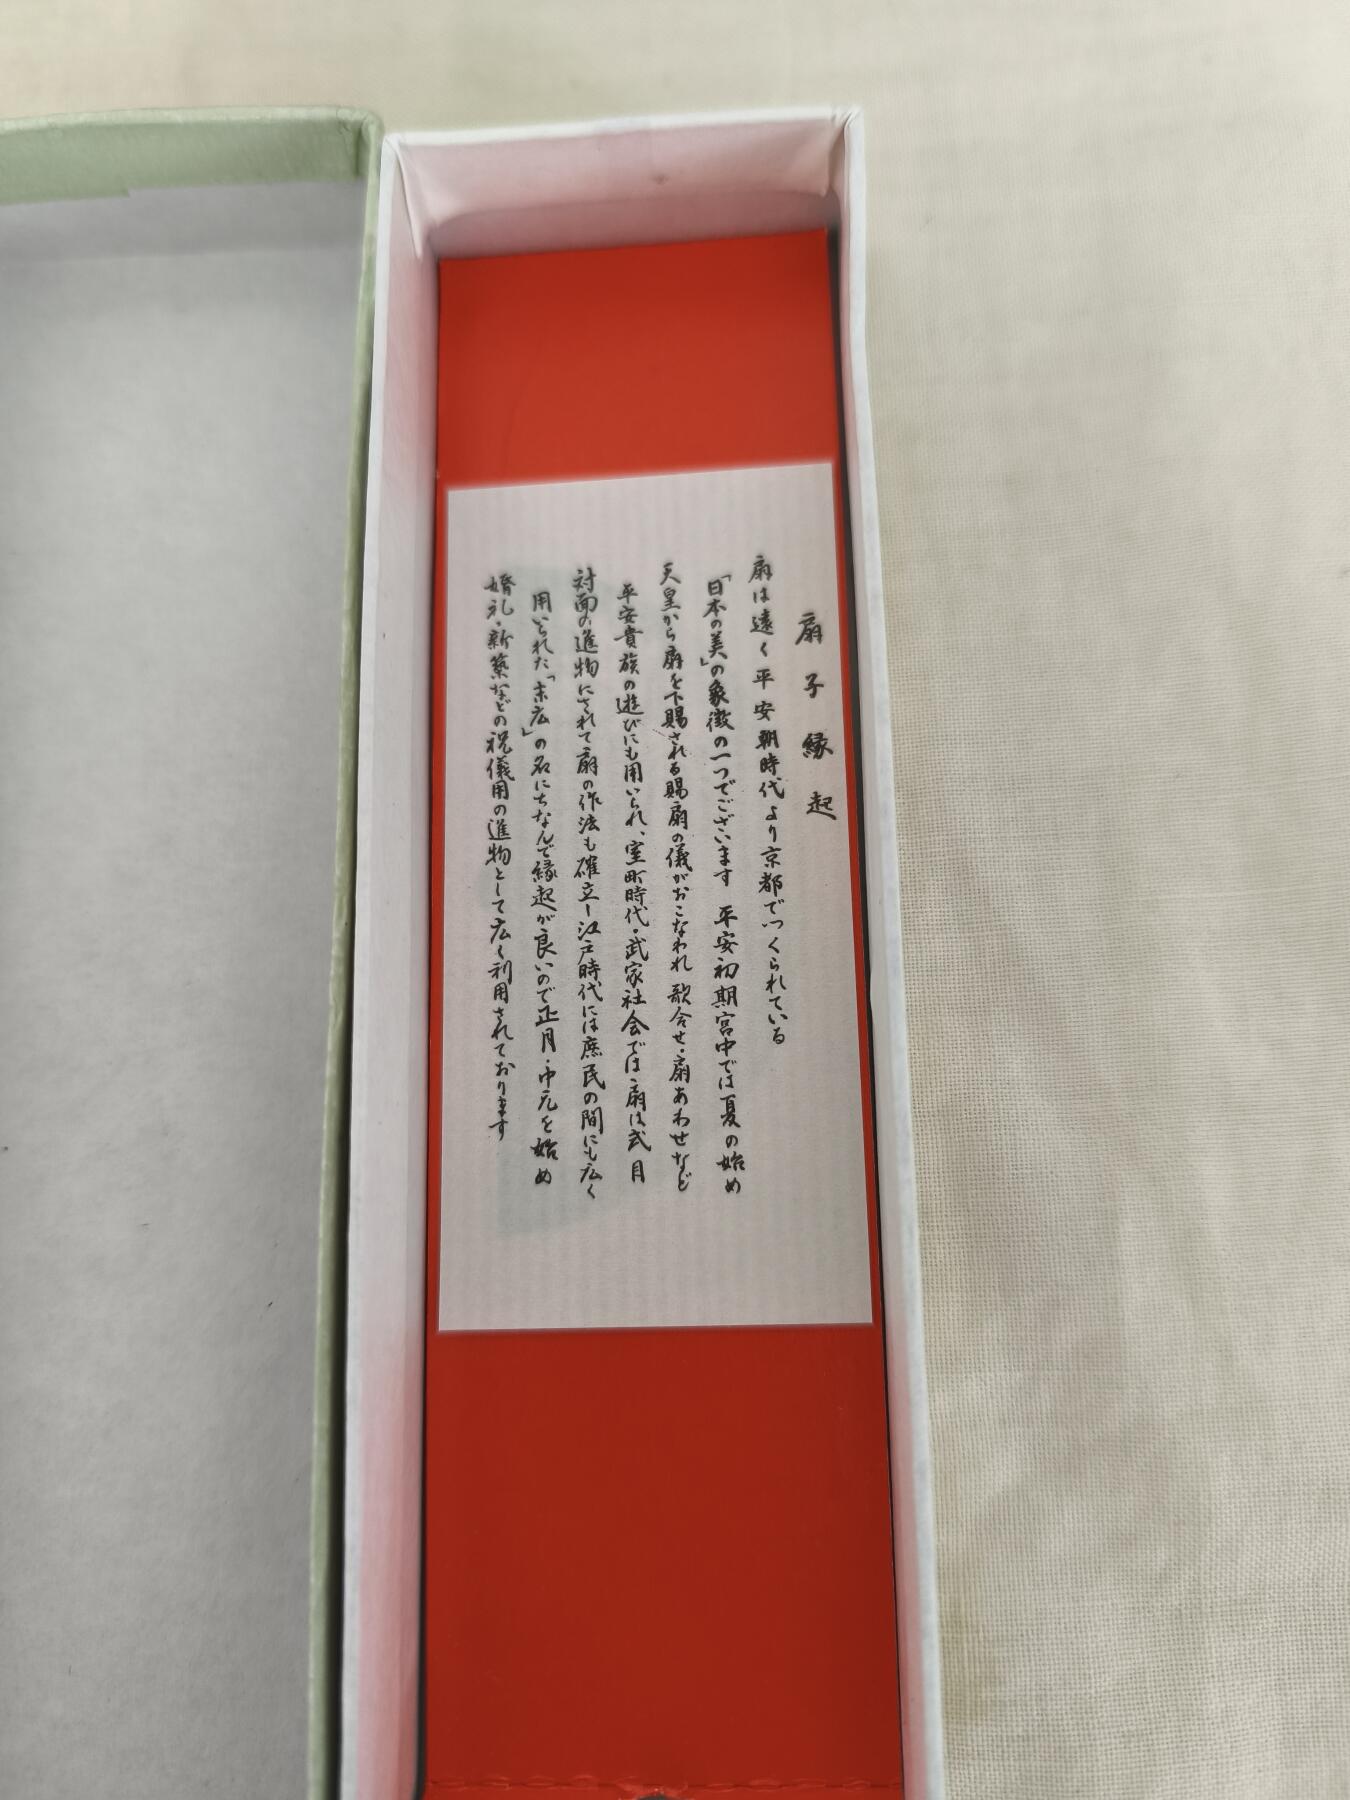 扇子縁起
扇は遠く平安朝時代より京都でつくられている
「日本の美」の象徴の一つでございます 平安初期宮中では夏の始め
天皇から扇を下賜される賜扇の儀がおこなわれ 歌合せ・扇あわせなど
平安貴族の遊びにも用いられ、室町時代・武家社会では扇は式目
対面の進物にされて扇の作法も確立し江戸時代には庶民の間にも広く
用いられた「末広」の名にちなんで縁起が良いので正月・中元を始め
婚礼・新築などの祝儀用の進物として広く利用されております